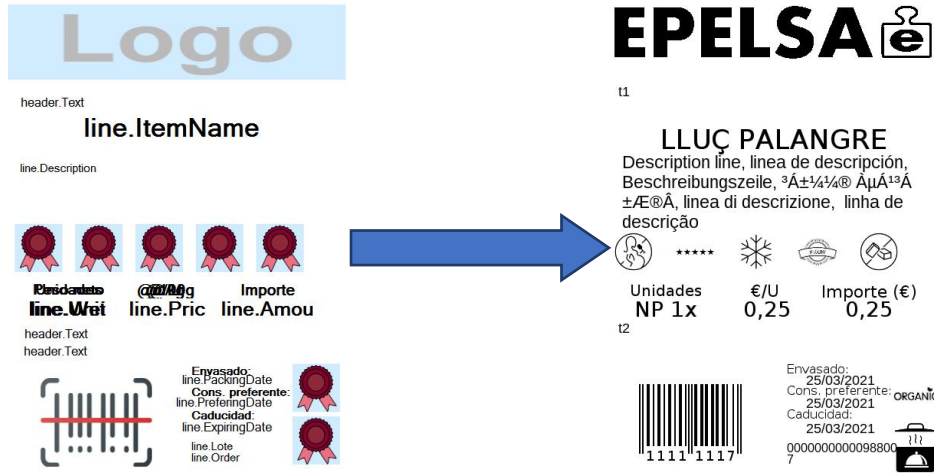 Logo
header.Text
line.ItemName
line.Description
Importe
line.Pric
line.Amou
header.Text
header.Text
Envasado:
line.PackingDate
Cons. preferente:
line.PreferingDate
Caducidad:
line.ExpiringDate
line.Lote
line.Order
EPELSA e
t1
LLUÇ PALANGRE
Description line, linea de descripción,
Beschreibungszeile, ³Á±¼¼® ÀµÁ¹³Á
±Æ®Â, linea di descrizione, linha de
descrição
Unidades €/U Importe (€)
NP 1x 0,25 0,25
t2
Envasado:
25/03/2021
Cons. preferente:
25/03/2021
Caducidad:
25/03/2021
0000000000098800
7
ORGANIC
1111 1117